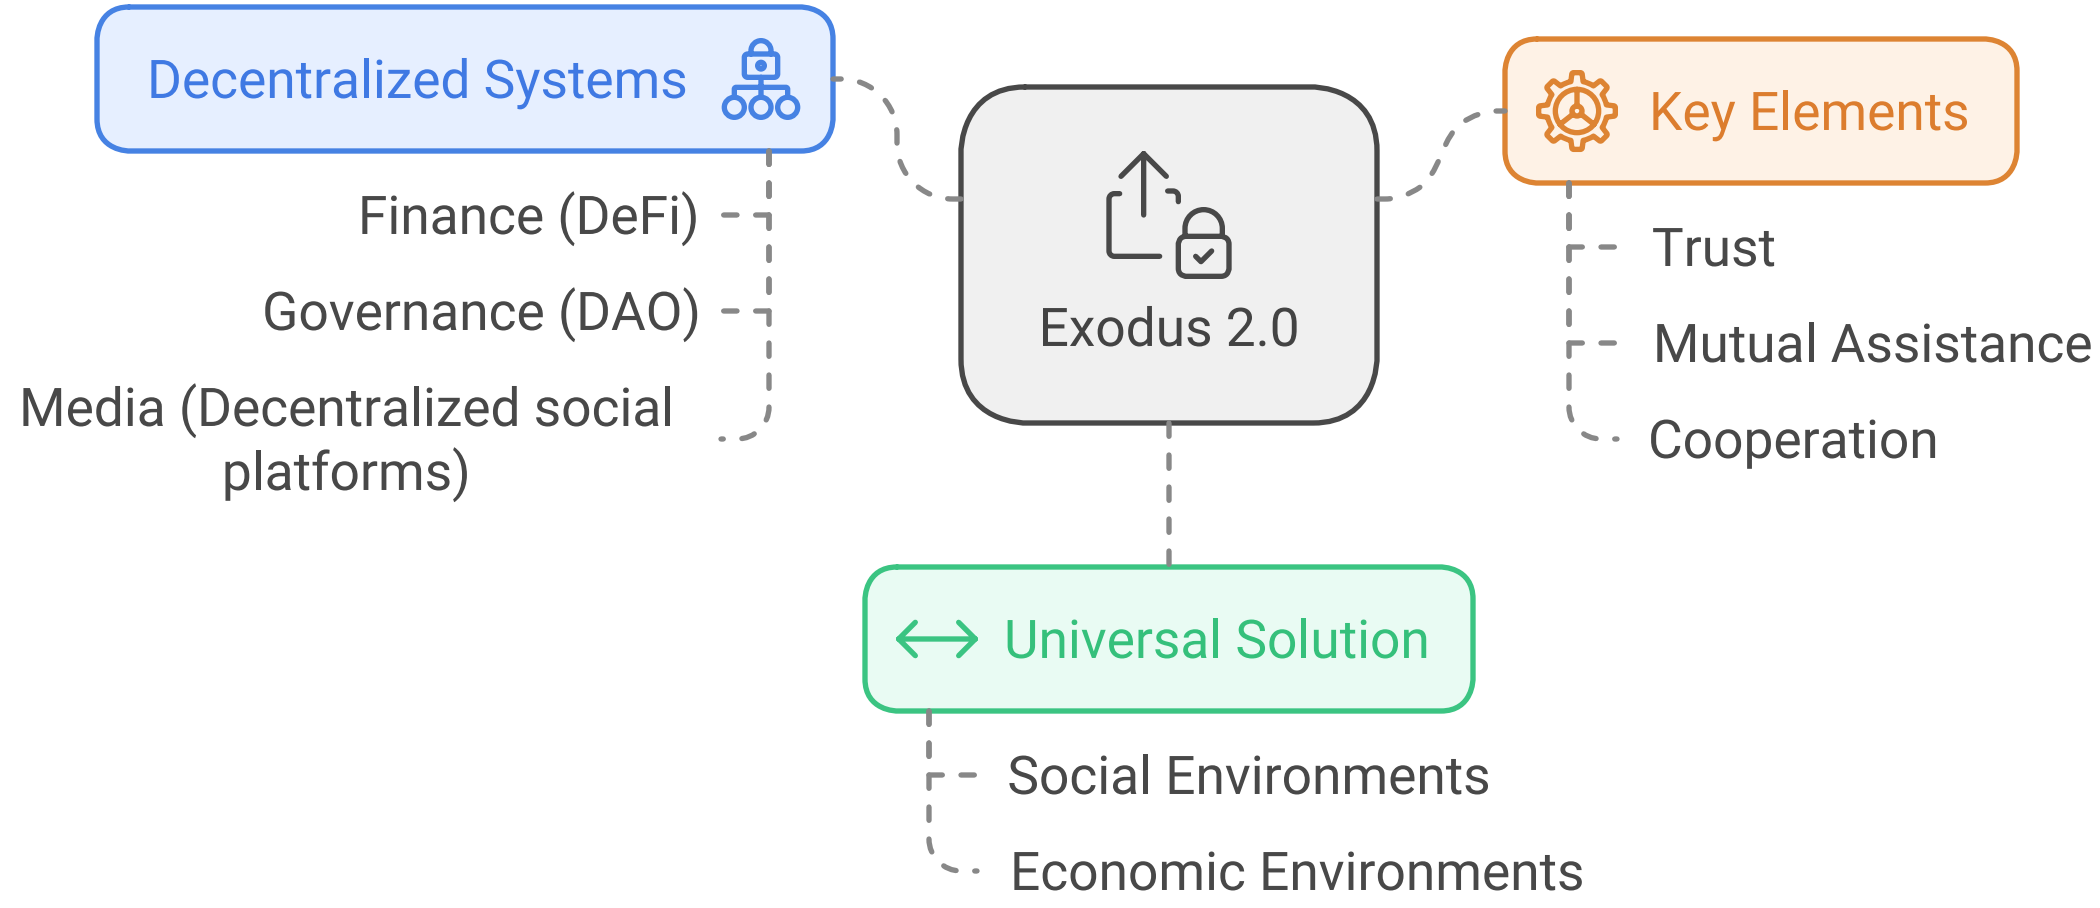 Decentralized Systems
Finance (DeFi)
Governance (DAO)
Media (Decentralized social
platforms)
Exodus 2.0
Key Elements
Trust
Mutual Assistance
Cooperation
Universal Solution
Social Environments
Economic Environments